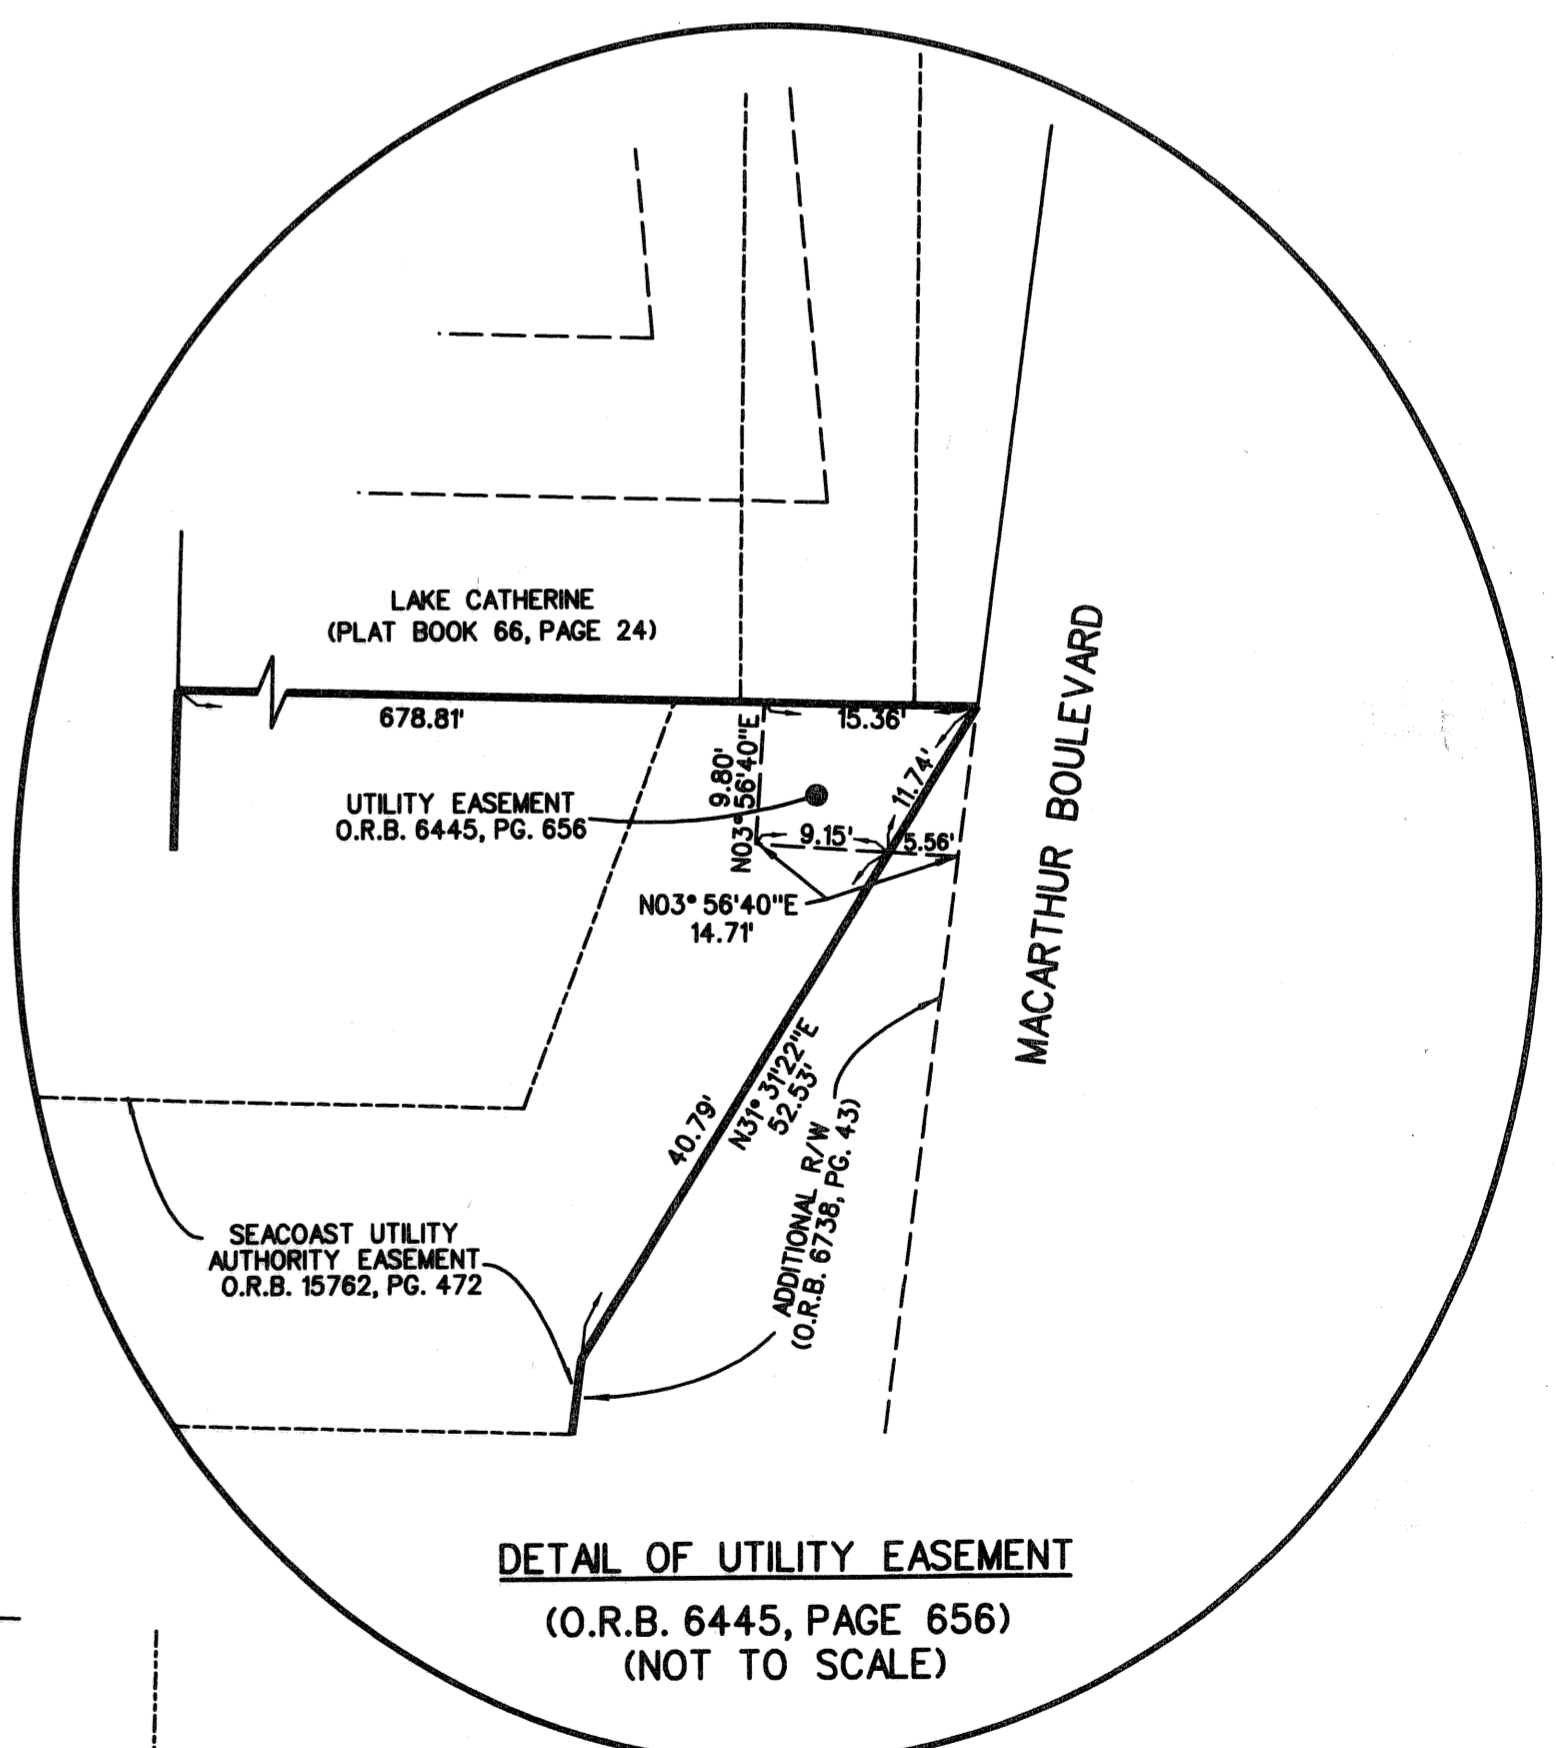 LAKE CATHERINE
(PLAT BOOK 66, PAGE 24)
678.81'
15.36'
9.80'
N03°56'40"E
11.74'
UTILITY EASEMENT
O.R.B. 6445, PG. 656
9.15'
5.56'
N03°56'40"E
14.71'
MACARTHUR BOULEVARD
N31°31'22"E
52.53'
40.79'
ADDITIONAL R/W
(O.R.B. 6738, PG. 43)
SEACOAST UTILITY
AUTHORITY EASEMENT
O.R.B. 15762, PG. 472
DETAIL OF UTILITY EASEMENT
(O.R.B. 6445, PAGE 656)
(NOT TO SCALE)